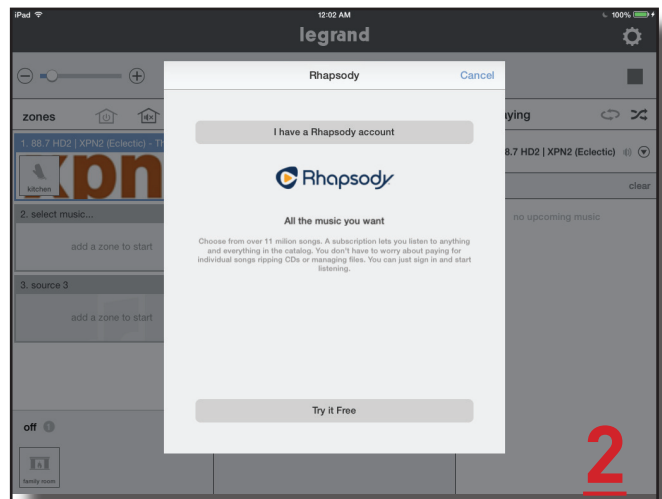 iPad
12:02 AM
100%
legrand
Rhapsody
Cancel
zones
ying
I have a Rhapsody account
1. 88.7 HD2 | XPN2 (Eclectic) - Th
8.7 HD2 | XPN2 (Eclectic)
xpn
kitchen
Rhapsody
clear
2. select music...
All the music you want
no upcoming music
add a zone to start
Choose from over 11 milion songs. A subscription lets you listen to anything
and everything in the catalog. You don't have to worry about paying for
individual songs ripping CDs or managing files. You can just sign in and start
listening.
3. source 3
add a zone to start
Try it Free
off
family room
2